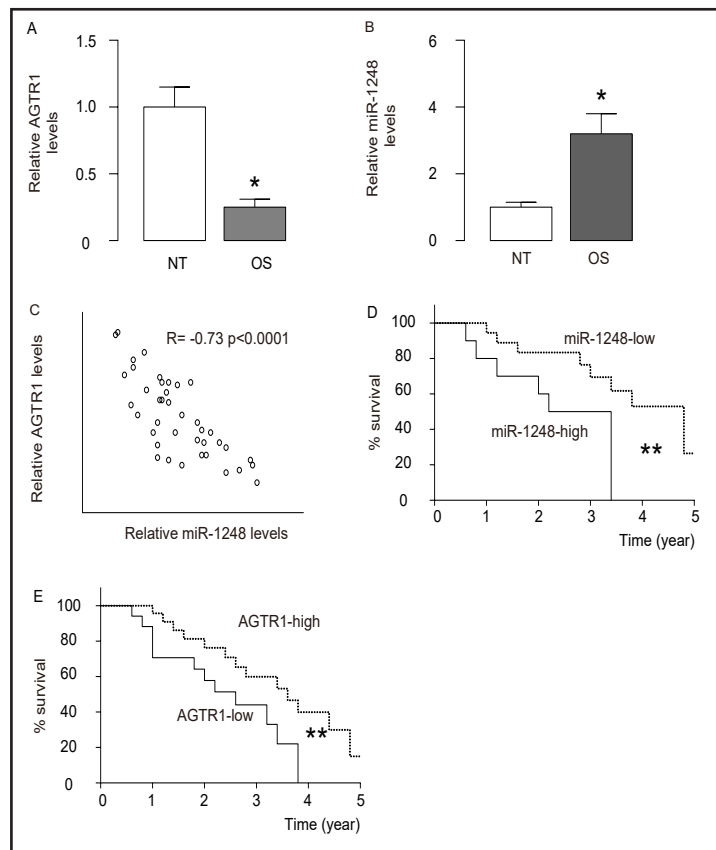 A
Relative AGTR1
levels
1.5
1.0
0.5
0
*
NT
OS
B
Relative miR-1248
levels
6
4
2
0
*
NT
OS
C
Relative AGTR1 levels
R= -0.73 p<0.0001
Relative miR-1248 levels
D
% survival
100
80
60
40
20
0
miR-1248-low
miR-1248-high
**
0 1 2 3 4 5
Time (year)
E
% survival
100
80
60
40
20
0
AGTR1-high
AGTR1-low
**
0 1 2 3 4 5
Time (year)